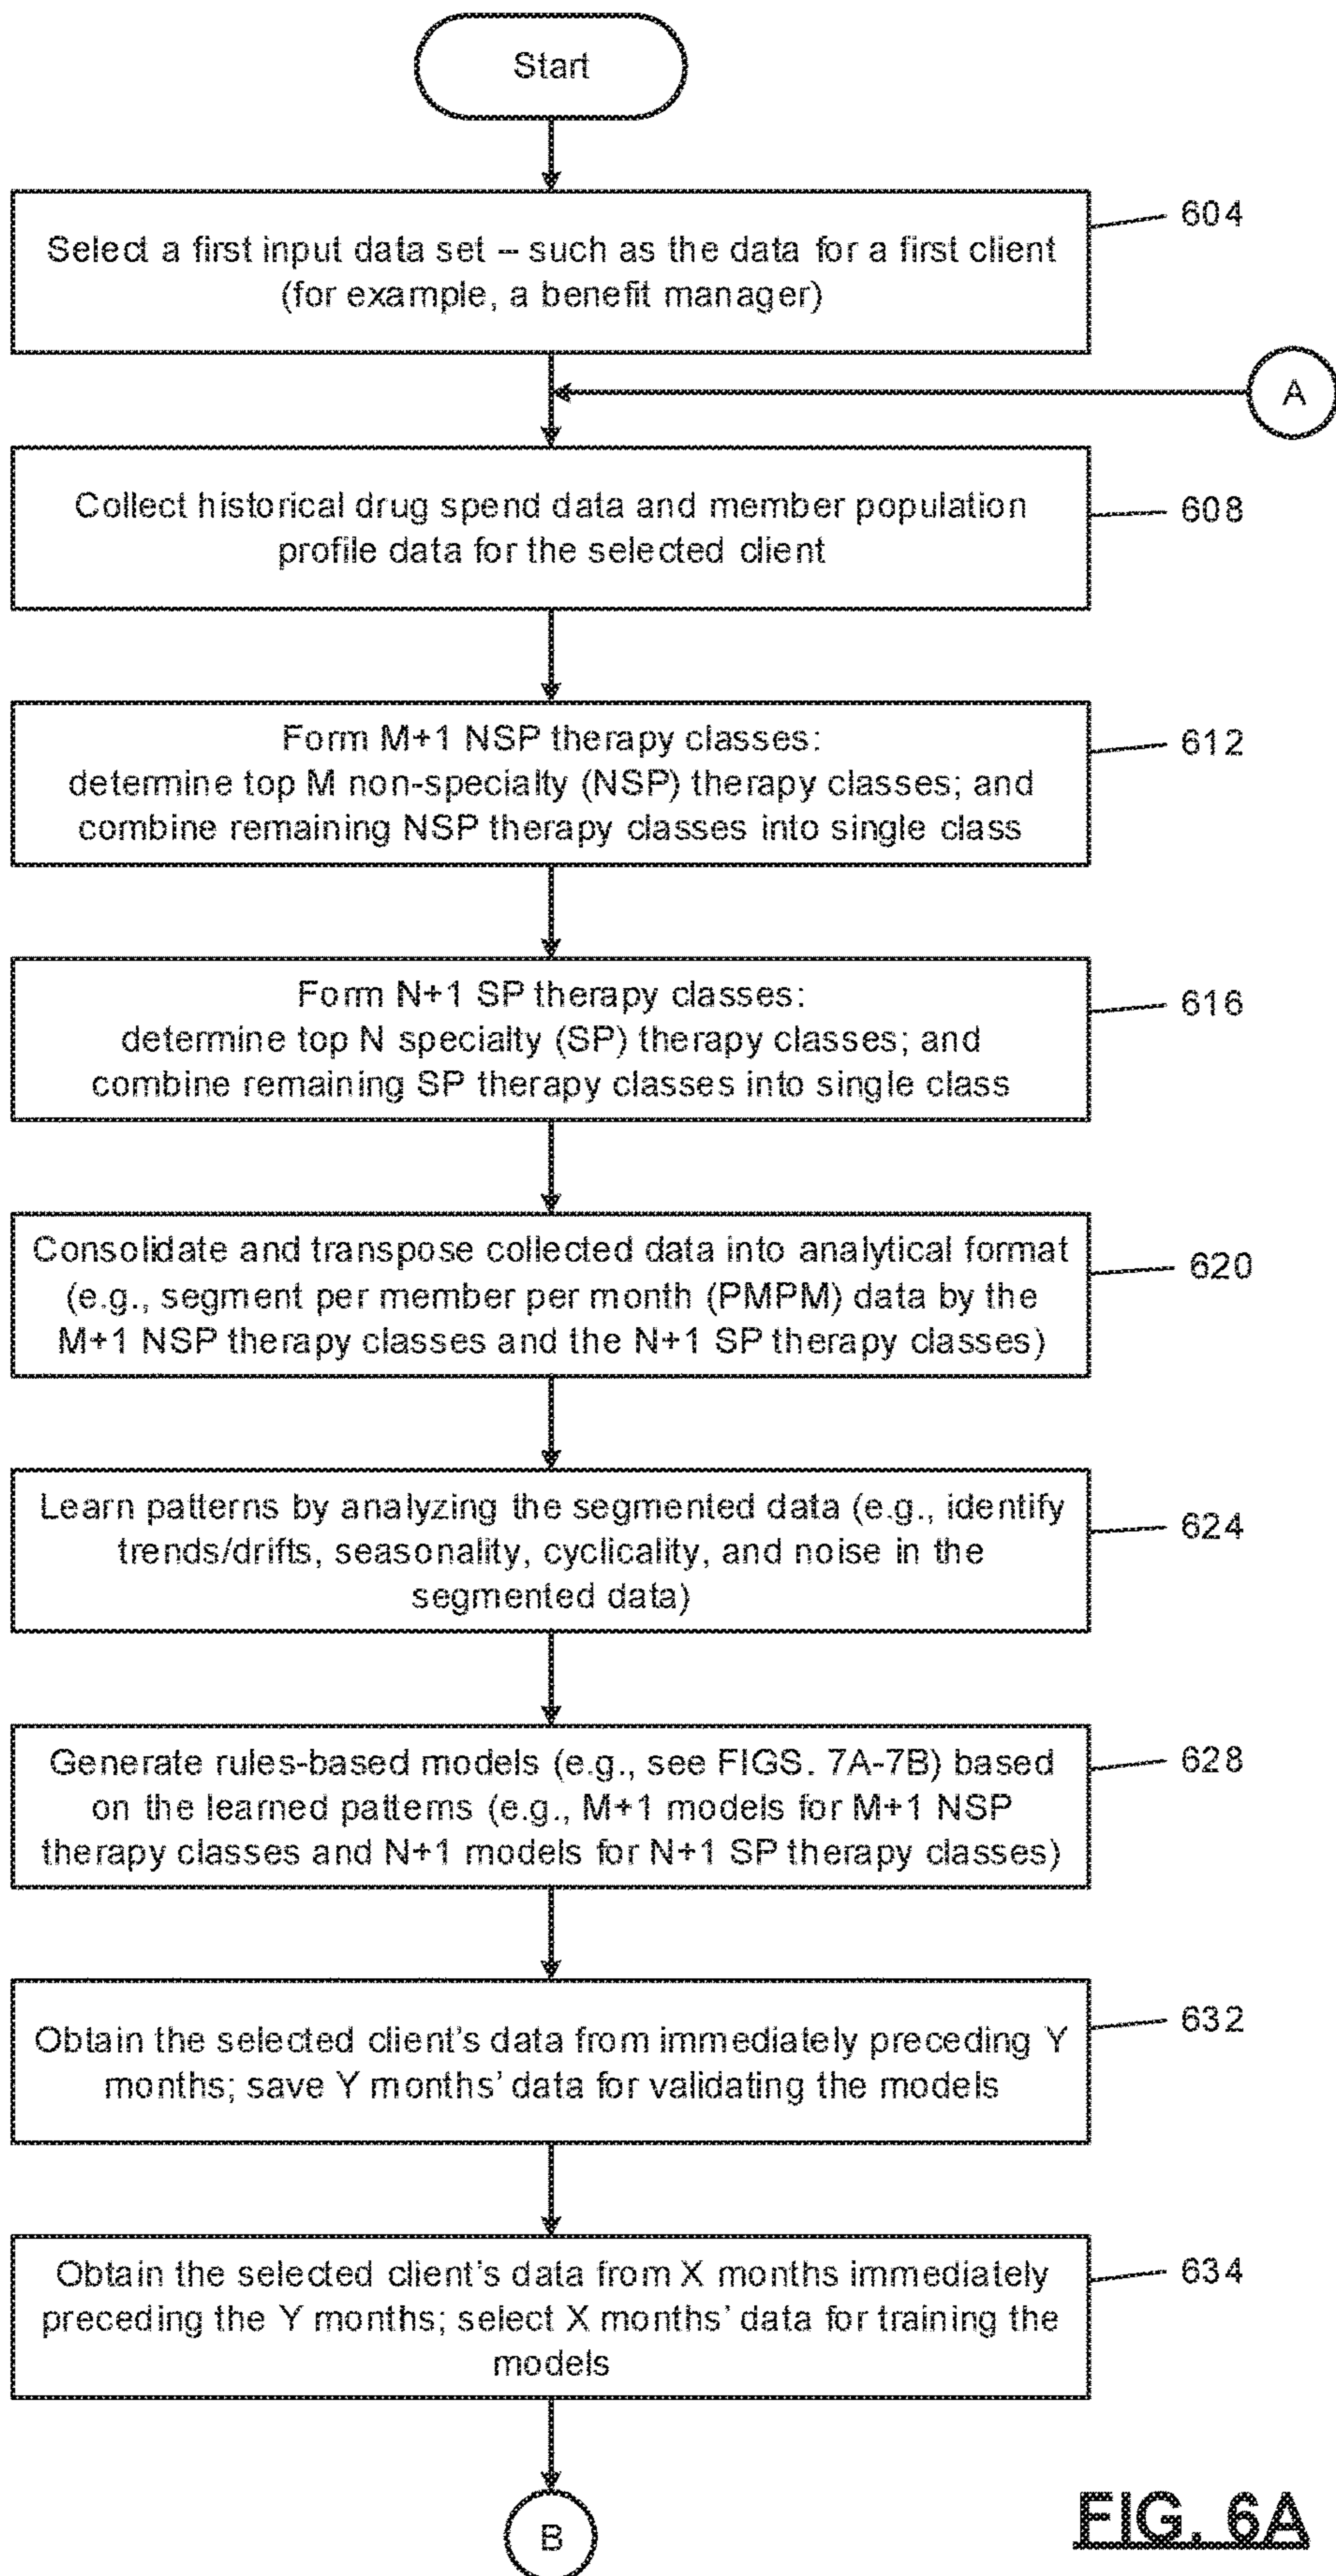 Start
Select a first input data set – such as the data for a first client
(for example, a benefit manager)
604
A
Collect historical drug spend data and member population
profile data for the selected client
608
Form M+1 NSP therapy classes:
determine top M non-specialty (NSP) therapy classes; and
combine remaining NSP therapy classes into single class
612
Form N+1 SP therapy classes:
determine top N specialty (SP) therapy classes; and
combine remaining SP therapy classes into single class
616
Consolidate and transpose collected data into analytical format
(e.g., segment per member per month (PMPM) data by the
M+1 NSP therapy classes and the N+1 SP therapy classes)
620
Learn patterns by analyzing the segmented data (e.g., identify
trends/drifts, seasonality, cyclicality, and noise in the
segmented data)
624
Generate rules-based models (e.g., see FIGS. 7A-7B) based
on the learned patterns (e.g., M+1 models for M+1 NSP
therapy classes and N+1 models for N+1 SP therapy classes)
628
Obtain the selected client's data from immediately preceding Y
months; save Y months' data for validating the models
632
Obtain the selected client's data from X months immediately
preceding the Y months; select X months' data for training the
models
634
B
FIG. 6A